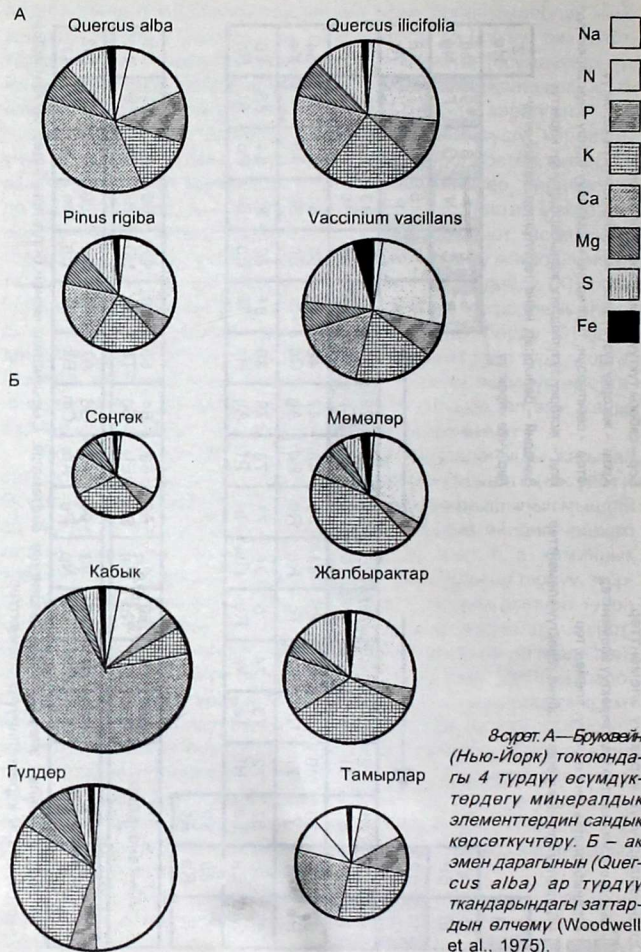 А
Quercus alba
Quercus ilicifolia
Pinus rigiba
Vaccinium vacillans
Na
N
P
K
Ca
Mg
S
Fe
Б
Сөңгөк
Мөмөлөр
Кабык
Жалбырактар
Гүлдөр
Тамырлар
8-сүрөт. А — Брукхвейн
(Нью-Йорк) токоюнда-
гы 4 түрдүү өсүмдүк-
төрдөгү минералдык
элементтердин сандык
көрсөткүчтөрү. Б – ак
эмен дарагынын (Quer-
cus alba) ар түрдүү
ткандарындагы заттар-
дын өлчөмү (Woodwell
et al., 1975).